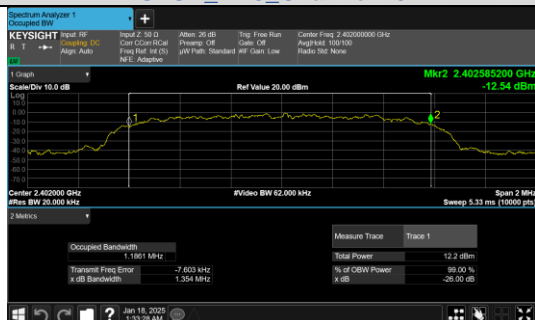 Spectrum Analyzer 1
Occupied BW
+
KEYSIGHT Input: RF Input Z: 50 Ω Atten: 26 dB Trig: Free Run Center Freq: 2.402000000 GHz
R T Coupling: DC Corr CCorr RCal Preamp: Off Gate: Off Avg|Hold: 100/100
Align: Auto Freq Ref: Int (S) µW Path: Standard #IF Gain: Low Radio Std: None
NFE: Adaptive
1 Graph Mkr2 2.402585200 GHz
Scale/Div 10.0 dB Ref Value 20.00 dBm -12.54 dBm
Log
10.0
0.00
-10.0
-20.0
-30.0
-40.0
-50.0
-60.0
-70.0
1
2
Center 2.402000 GHz #Video BW 62.000 kHz Span 2 MHz
#Res BW 20.000 kHz Sweep 5.33 ms (10000 pts)
2 Metrics
Measure Trace Trace 1
Occupied Bandwidth
1.1861 MHz Total Power 12.2 dBm
Transmit Freq Error -7.603 kHz % of OBW Power 99.00 %
x dB Bandwidth 1.354 MHz x dB -26.00 dB
? Jan 18, 2025
1:33:28 AM